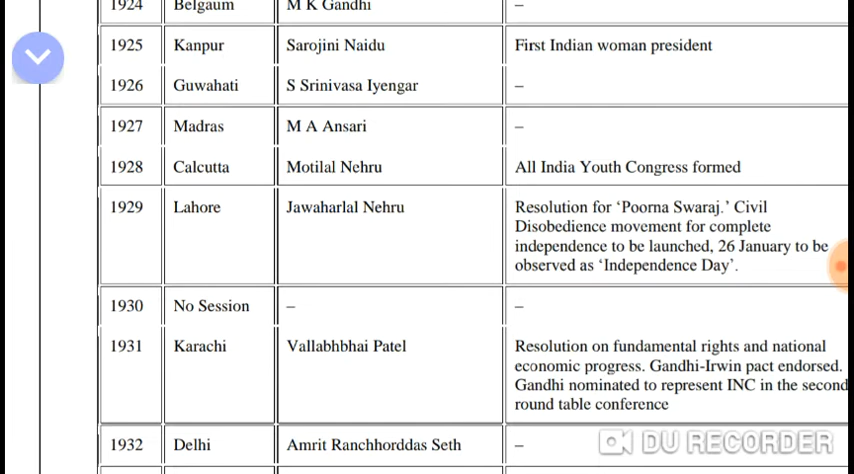 1924 Belgaum M K Gandhi –
1925 Kanpur Sarojini Naidu First Indian woman president
1926 Guwahati S Srinivasa Iyengar –
1927 Madras M A Ansari –
1928 Calcutta Motilal Nehru All India Youth Congress formed
1929 Lahore Jawaharlal Nehru Resolution for ‘Poorna Swaraj.’ Civil
Disobedience movement for complete
independence to be launched, 26 January to be
observed as ‘Independence Day’.
1930 No Session – –
1931 Karachi Vallabhbhai Patel Resolution on fundamental rights and national
economic progress. Gandhi-Irwin pact endorsed.
Gandhi nominated to represent INC in the second
round table conference
1932 Delhi Amrit Ranchhorddas Seth –
DU RECORDER